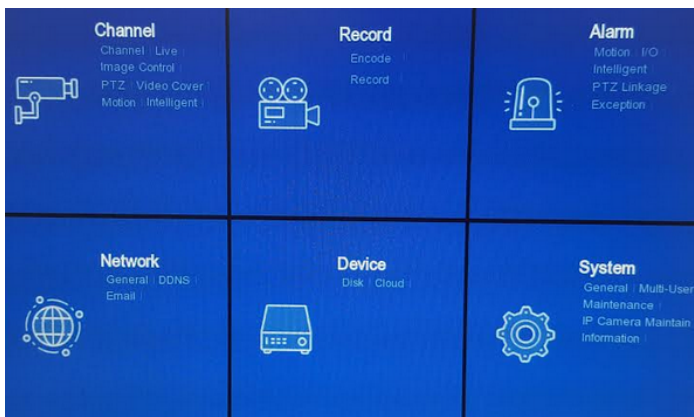 Channel
Channel | Live |
Image Control |
PTZ | Video Cover |
Motion | Intelligent |
Record
Encode |
Record |
Alarm
Motion | I/O
Intelligent |
PTZ Linkage
Exception |
Network
General | DDNS |
Email |
Device
Disk | Cloud |
System
General | Multi-User
Maintenance |
IP Camera Maintain
Information |